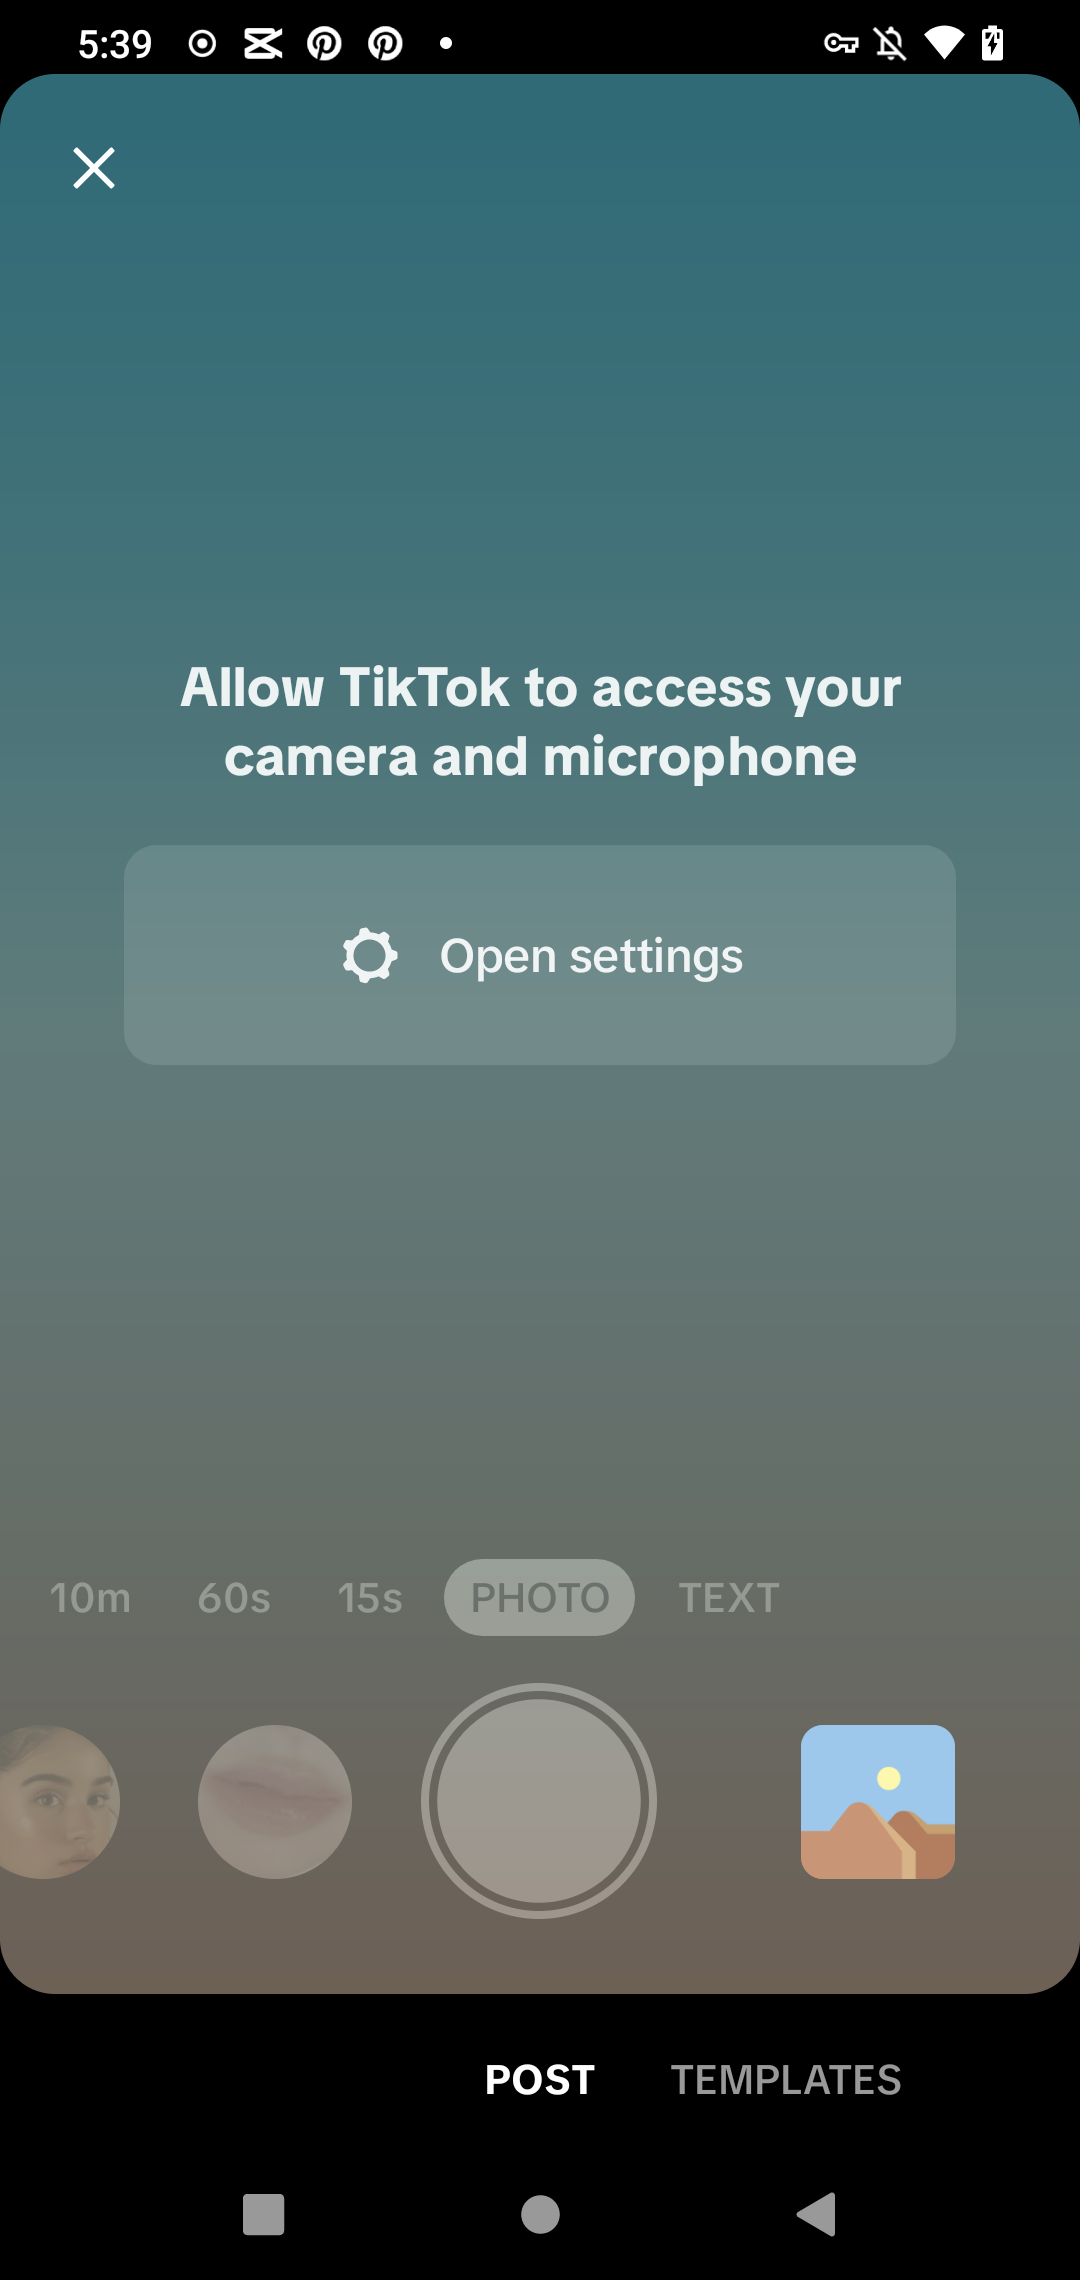 5:39
Allow TikTok to access your
camera and microphone
Open settings
10m 60s 15s PHOTO TEXT
POST TEMPLATES